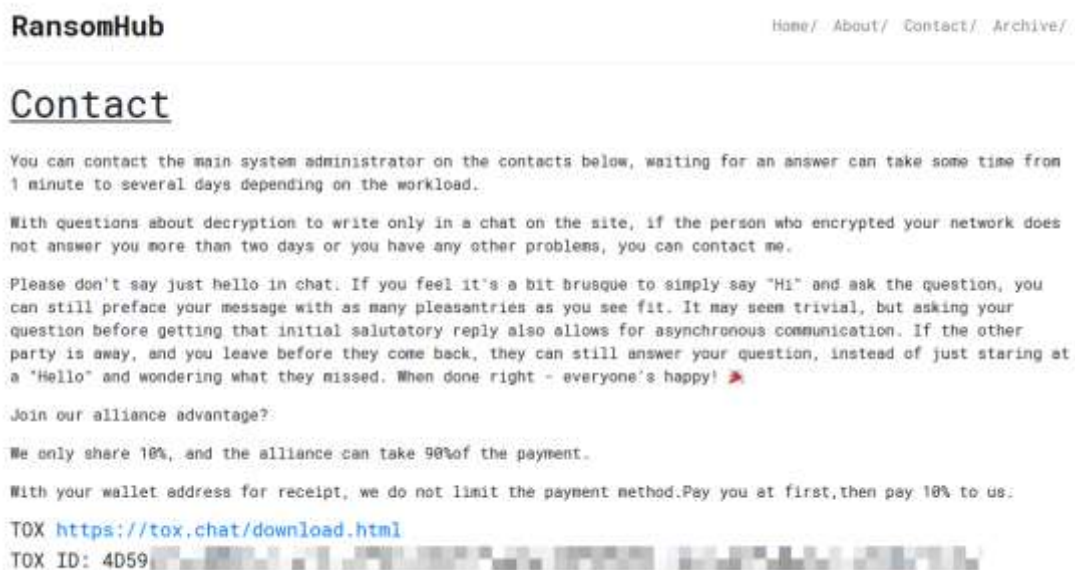 RansomHub
Home/ About/ Contact/ Archive/
Contact
You can contact the main system administrator on the contacts below, waiting for an answer can take some time from
1 minute to several days depending on the workload.
With questions about decryption to write only in a chat on the site, if the person who encrypted your network does
not answer you more than two days or you have any other problems, you can contact me.
Please don't say just hello in chat. If you feel it's a bit brusque to simply say "Hi" and ask the question, you
can still preface your message with as many pleasantries as you see fit. It may seem trivial, but asking your
question before getting that initial salutatory reply also allows for asynchronous communication. If the other
party is away, and you leave before they come back, they can still answer your question, instead of just staring at
a "Hello" and wondering what they missed. When done right - everyone's happy! 🎉
Join our alliance advantage?
We only share 10%, and the alliance can take 90%of the payment.
With your wallet address for receipt, we do not limit the payment method.Pay you at first,then pay 10% to us.
TOX https://tox.chat/download.html
TOX ID: 4D59